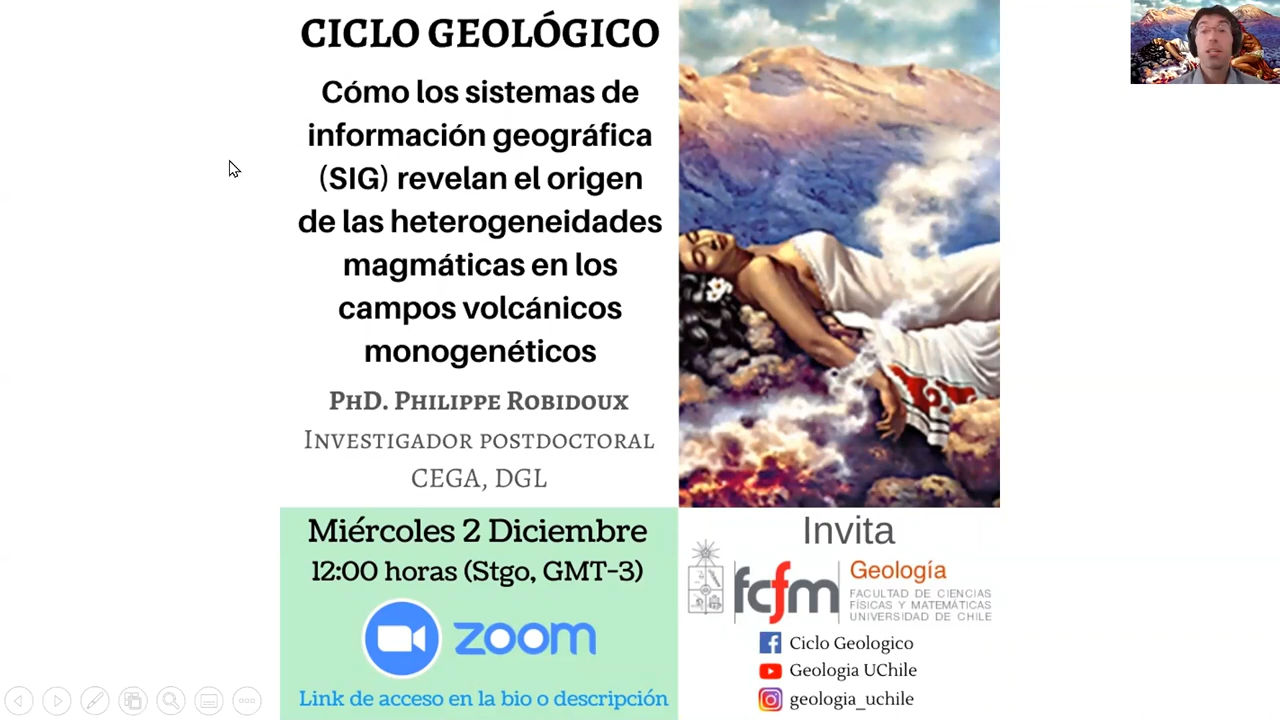 CICLO GEOLÓGICO
Cómo los sistemas de
información geográfica
(SIG) revelan el origen
de las heterogeneidades
magmáticas en los
campos volcánicos
monogenéticos
PhD. Philippe Robidoux
Investigador postdoctoral
CEGA, DGL
Miércoles 2 Diciembre
12:00 horas (Stgo, GMT-3)
zoom
Link de acceso en la bio o descripción
Invita
fcfm
Geología
FACULTAD DE CIENCIAS
FÍSICAS Y MATEMÁTICAS
UNIVERSIDAD DE CHILE
Ciclo Geologico
Geologia UChile
geologia_uchile